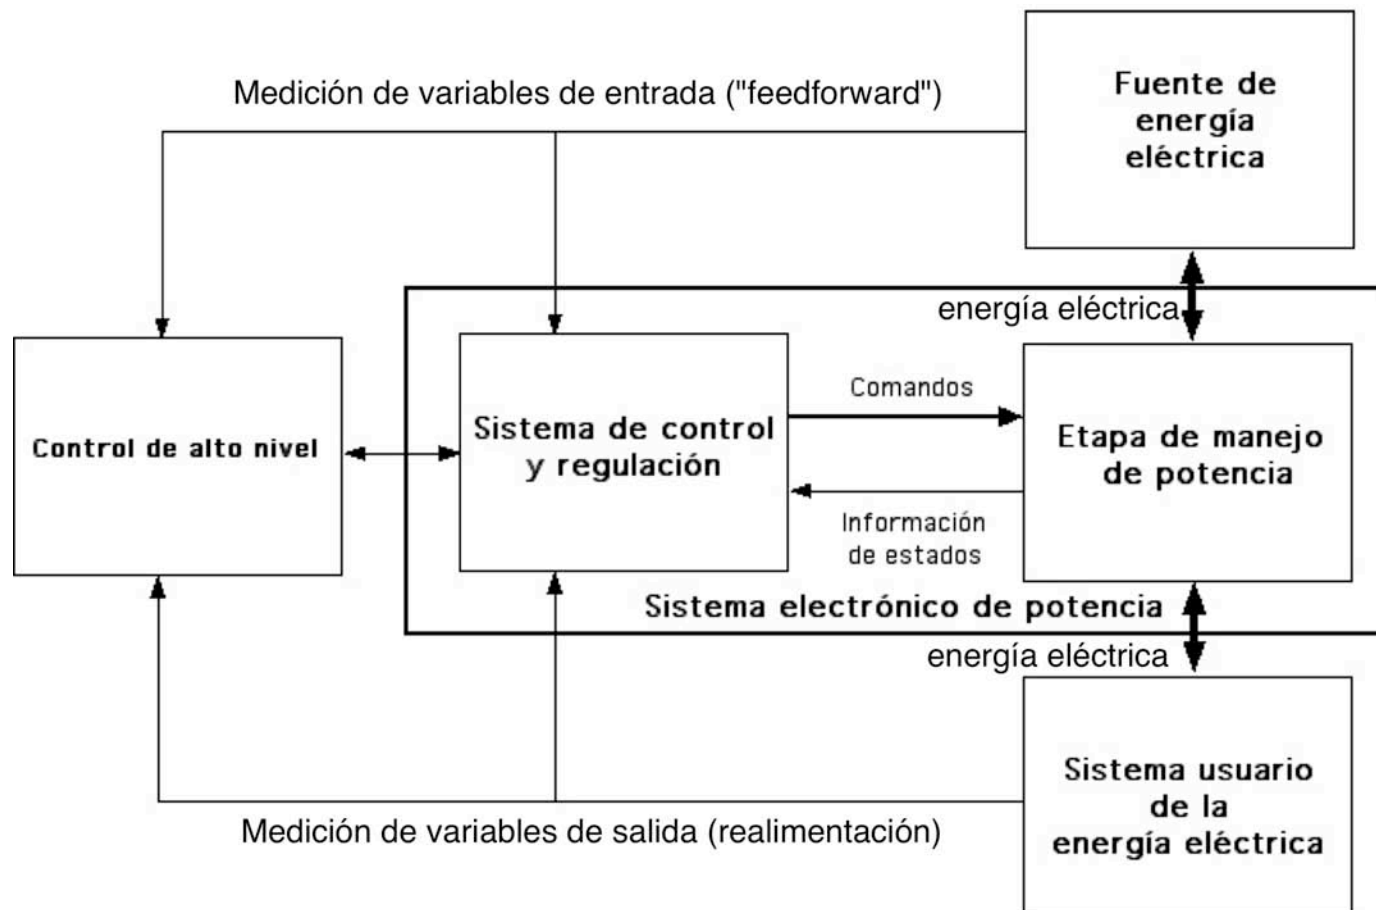 Fuente de
energía
eléctrica
Medición de variables de entrada ("feedforward")
energía eléctrica
Control de alto nivel
Sistema de control
y regulación
Comandos
Información
de estados
Etapa de manejo
de potencia
Sistema electrónico de potencia
energía eléctrica
Sistema usuario
de la
energía eléctrica
Medición de variables de salida (realimentación)